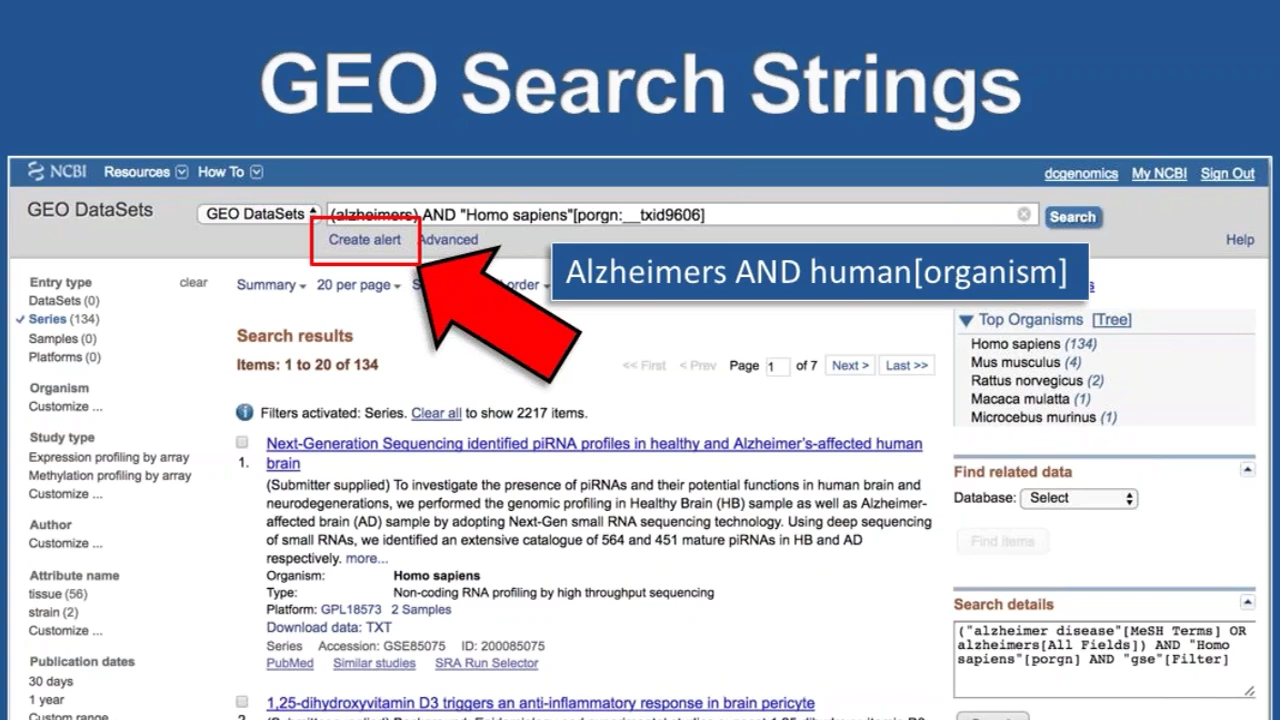 GEO Search Strings
NCBI Resources How To
dcgenomics My NCBI Sign Out
GEO DataSets
GEO DataSets (alzheimers) AND "Homo sapiens"[porgn:__txid9606] Search
Create alert Advanced Help
Alzheimers AND human[organism]
Entry type clear
DataSets (0)
Series (134)
Samples (0)
Platforms (0)
Organism
Customize ...
Study type
Expression profiling by array
Methylation profiling by array
Customize ...
Author
Customize ...
Attribute name
tissue (56)
strain (2)
Customize ...
Publication dates
30 days
1 year
Custom range
Summary 20 per page order
Search results
Items: 1 to 20 of 134
<< First < Prev Page 1 of 7 Next > Last >>
Filters activated: Series. Clear all to show 2217 items.
Next-Generation Sequencing identified piRNA profiles in healthy and Alzheimer's-affected human
1. brain
(Submitter supplied) To investigate the presence of piRNAs and their potential functions in human brain and
neurodegenerations, we performed the genomic profiling in Healthy Brain (HB) sample as well as Alzheimer-
affected brain (AD) sample by adopting Next-Gen small RNA sequencing technology. Using deep sequencing
of small RNAs, we identified an extensive catalogue of 564 and 451 mature piRNAs in HB and AD
respectively. more...
Organism: Homo sapiens
Type: Non-coding RNA profiling by high throughput sequencing
Platform: GPL18573 2 Samples
Download data: TXT
Series Accession: GSE85075 ID: 200085075
PubMed Similar studies SRA Run Selector
1,25-dihydroxyvitamin D3 triggers an anti-inflammatory response in brain pericyte
Top Organisms [Tree]
Homo sapiens (134)
Mus musculus (4)
Rattus norvegicus (2)
Macaca mulatta (1)
Microcebus murinus (1)
Find related data
Database: Select
Find items
Search details
("alzheimer disease"[MeSH Terms] OR
alzheimers[All Fields]) AND "Homo
sapiens"[porgn] AND "gse"[Filter]